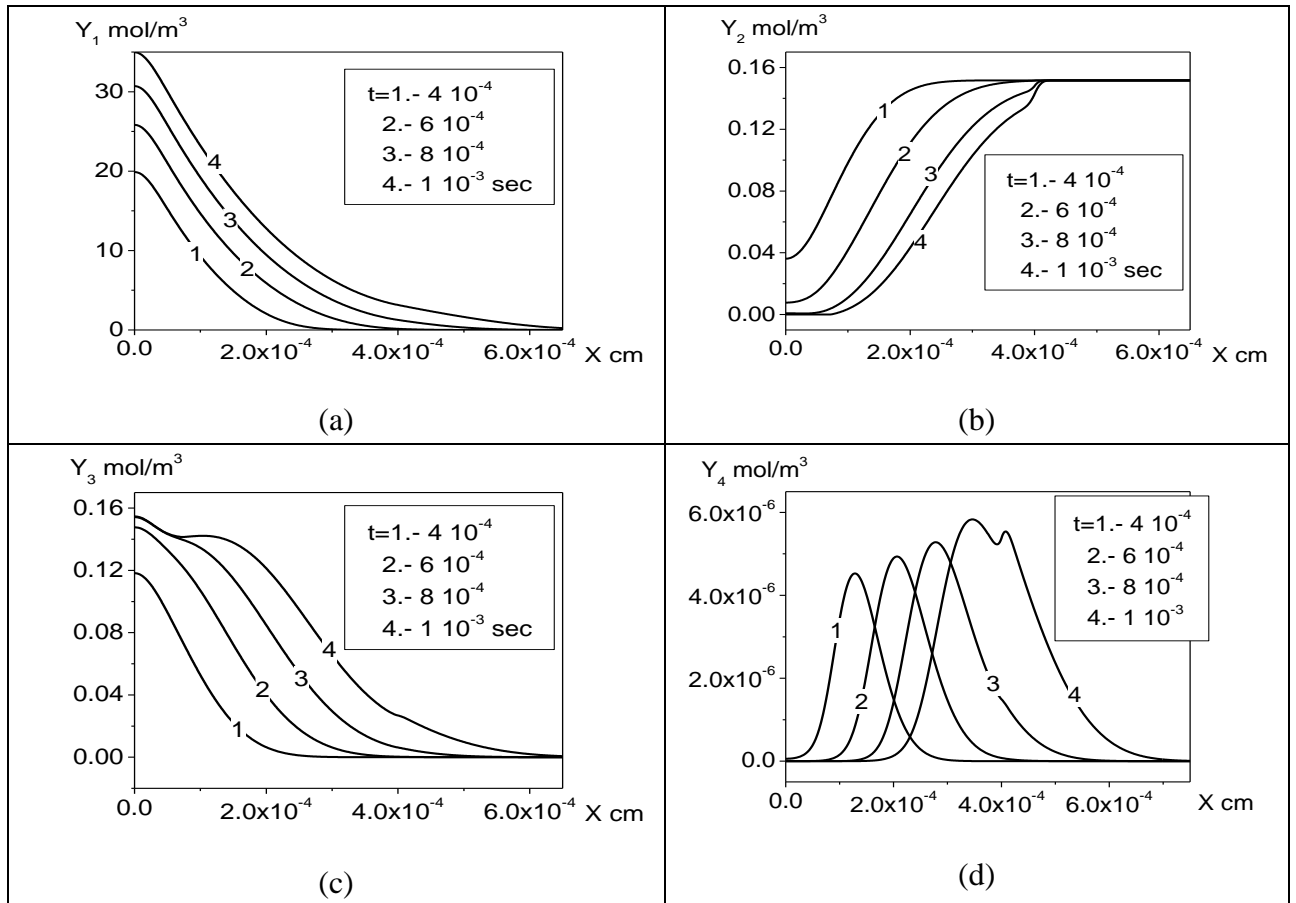 Y₁ mol/m³
30
20
10
0
0.0 2.0x10⁻⁴ 4.0x10⁻⁴ 6.0x10⁻⁴ X cm
t=1.- 4 10⁻⁴
2.- 6 10⁻⁴
3.- 8 10⁻⁴
4.- 1 10⁻³ sec
4
3
2
1
(a)
Y₂ mol/m³
0.16
0.12
0.08
0.04
0.00
0.0 2.0x10⁻⁴ 4.0x10⁻⁴ 6.0x10⁻⁴ X cm
1
2
3
4
t=1.- 4 10⁻⁴
2.- 6 10⁻⁴
3.- 8 10⁻⁴
4.- 1 10⁻³ sec
(b)
Y₃ mol/m³
0.16
0.12
0.08
0.04
0.00
0.0 2.0x10⁻⁴ 4.0x10⁻⁴ 6.0x10⁻⁴ X cm
t=1.- 4 10⁻⁴
2.- 6 10⁻⁴
3.- 8 10⁻⁴
4.- 1 10⁻³ sec
4
3
2
1
(c)
Y₄ mol/m³
6.0x10⁻⁶
4.0x10⁻⁶
2.0x10⁻⁶
0.0
0.0 2.0x10⁻⁴ 4.0x10⁻⁴ 6.0x10⁻⁴ X cm
t=1.- 4 10⁻⁴
2.- 6 10⁻⁴
3.- 8 10⁻⁴
4.- 1 10⁻³
1
2
3
4
(d)